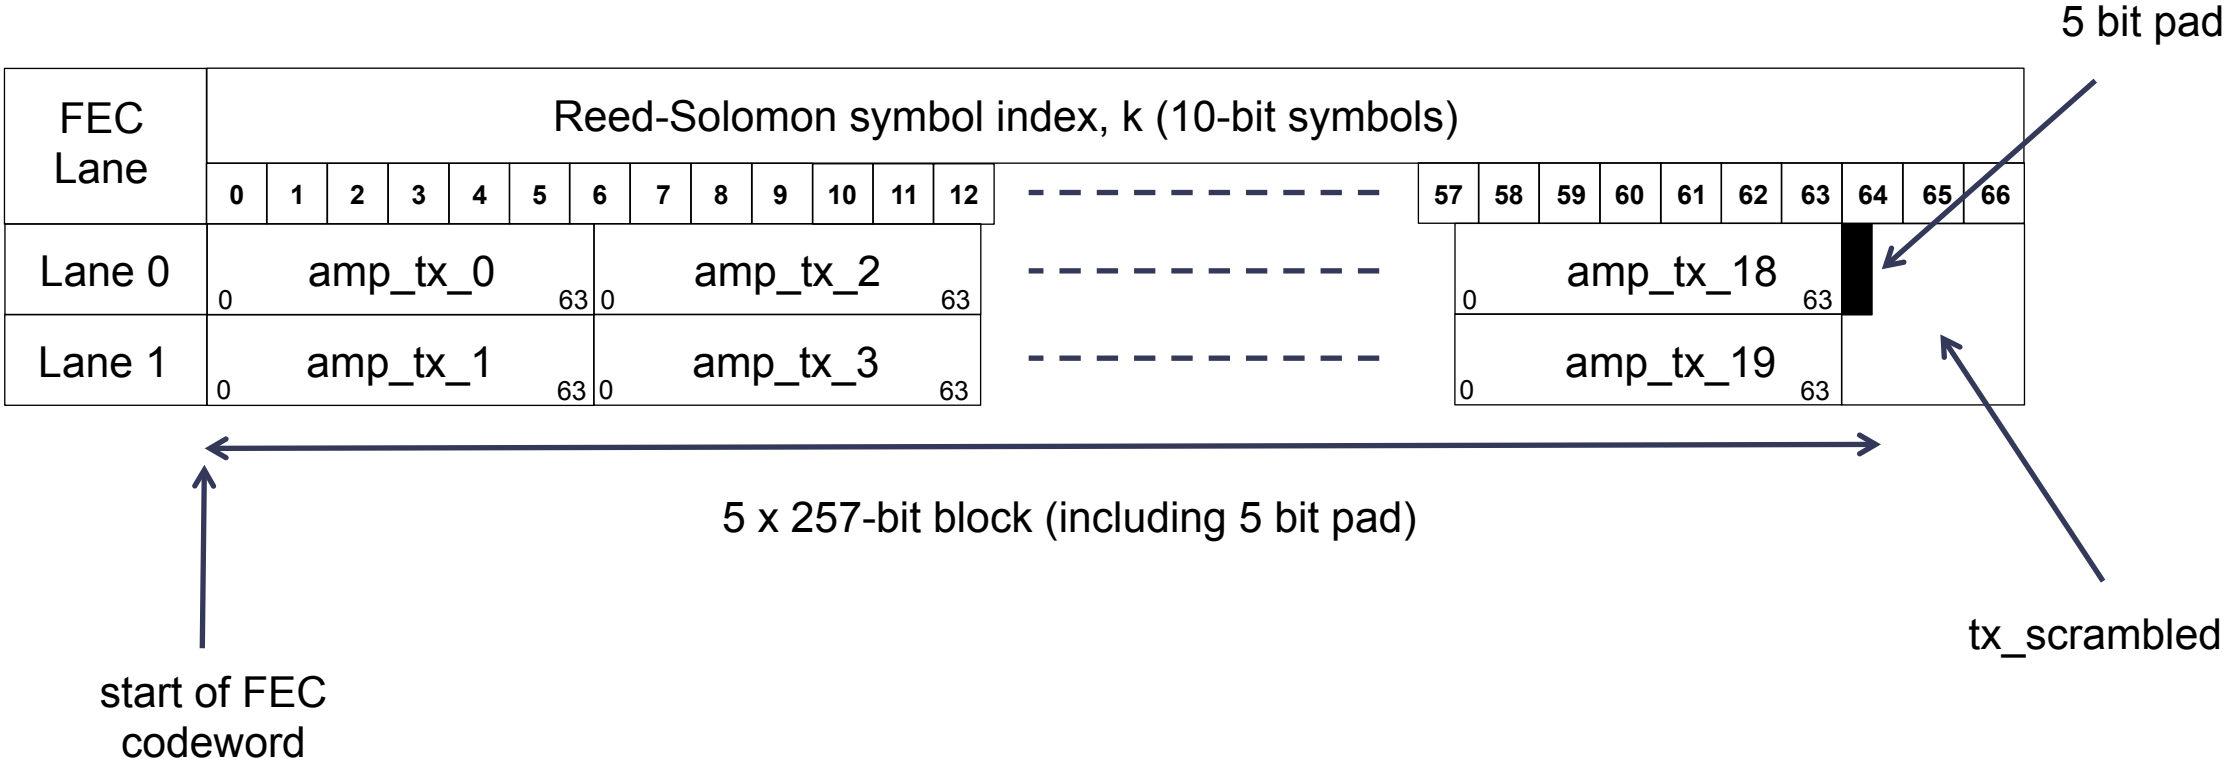 5 bit pad
FEC
Lane
Reed-Solomon symbol index, k (10-bit symbols)
0 1 2 3 4 5 6 7 8 9 10 11 12 57 58 59 60 61 62 63 64 65 66
Lane 0
0 amp_tx_0 63
0 amp_tx_2 63
0 amp_tx_18 63
Lane 1
0 amp_tx_1 63
0 amp_tx_3 63
0 amp_tx_19 63
5 x 257-bit block (including 5 bit pad)
tx_scrambled
start of FEC
codeword